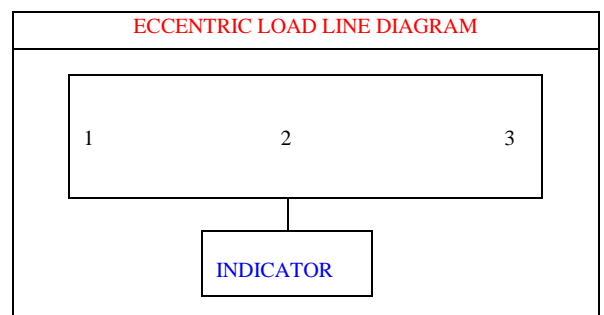 ECCENTRIC LOAD LINE DIAGRAM
1 2 3
INDICATOR